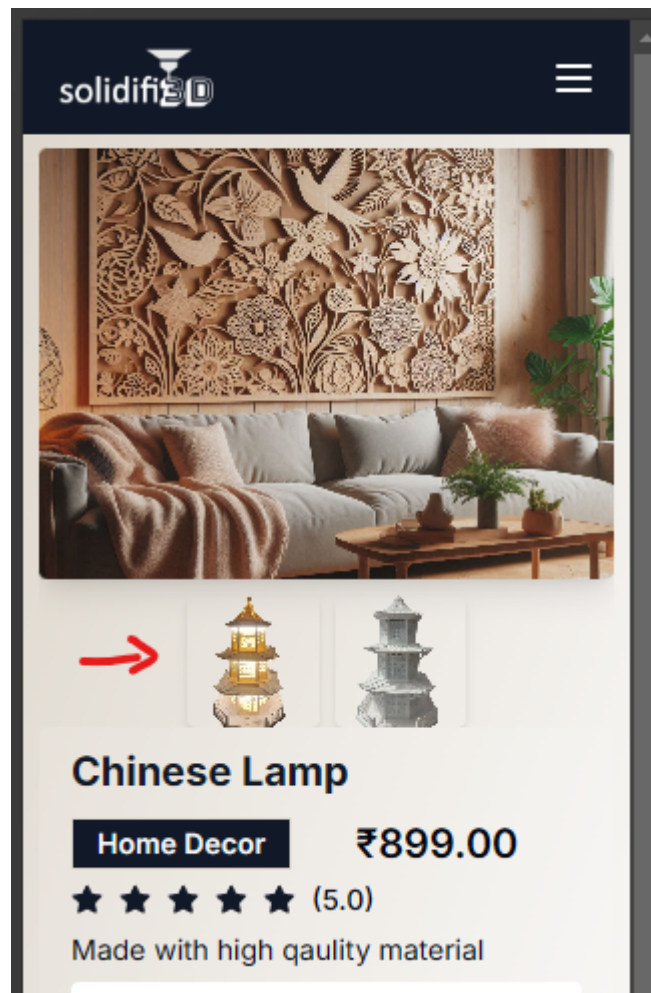 solidifi3D
Chinese Lamp
Home Decor
₹899.00
(5.0)
Made with high qaulity material